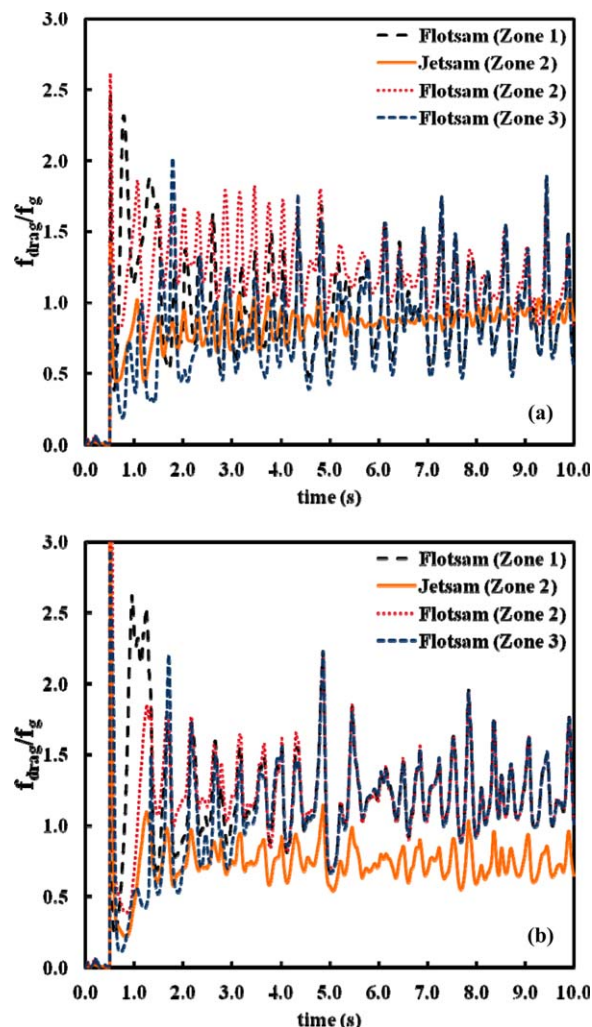 3.0
2.5
2.0
1.5
1.0
0.5
0.0
f_drag/f_g
Flotsam (Zone 1)
Jetsam (Zone 2)
Flotsam (Zone 2)
Flotsam (Zone 3)
(a)
0.0 1.0 2.0 3.0 4.0 5.0 6.0 7.0 8.0 9.0 10.0
time (s)
3.0
2.5
2.0
1.5
1.0
0.5
0.0
f_drag/f_g
Flotsam (Zone 1)
Jetsam (Zone 2)
Flotsam (Zone 2)
Flotsam (Zone 3)
(b)
0.0 1.0 2.0 3.0 4.0 5.0 6.0 7.0 8.0 9.0 10.0
time (s)